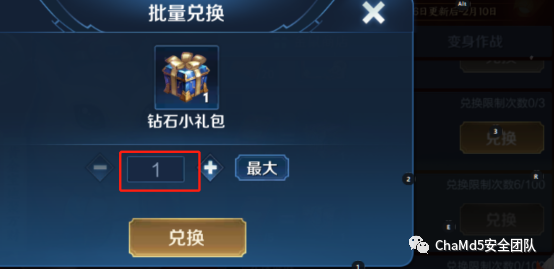 批量兑换
1
钻石小礼包
1
最大
兑换
日更新后-2月10日
变身作战
兑换限制次数0/3
兑换
3
2
R
兑换限制次数6/100
兑换
E
ChaMd5安全团队
1